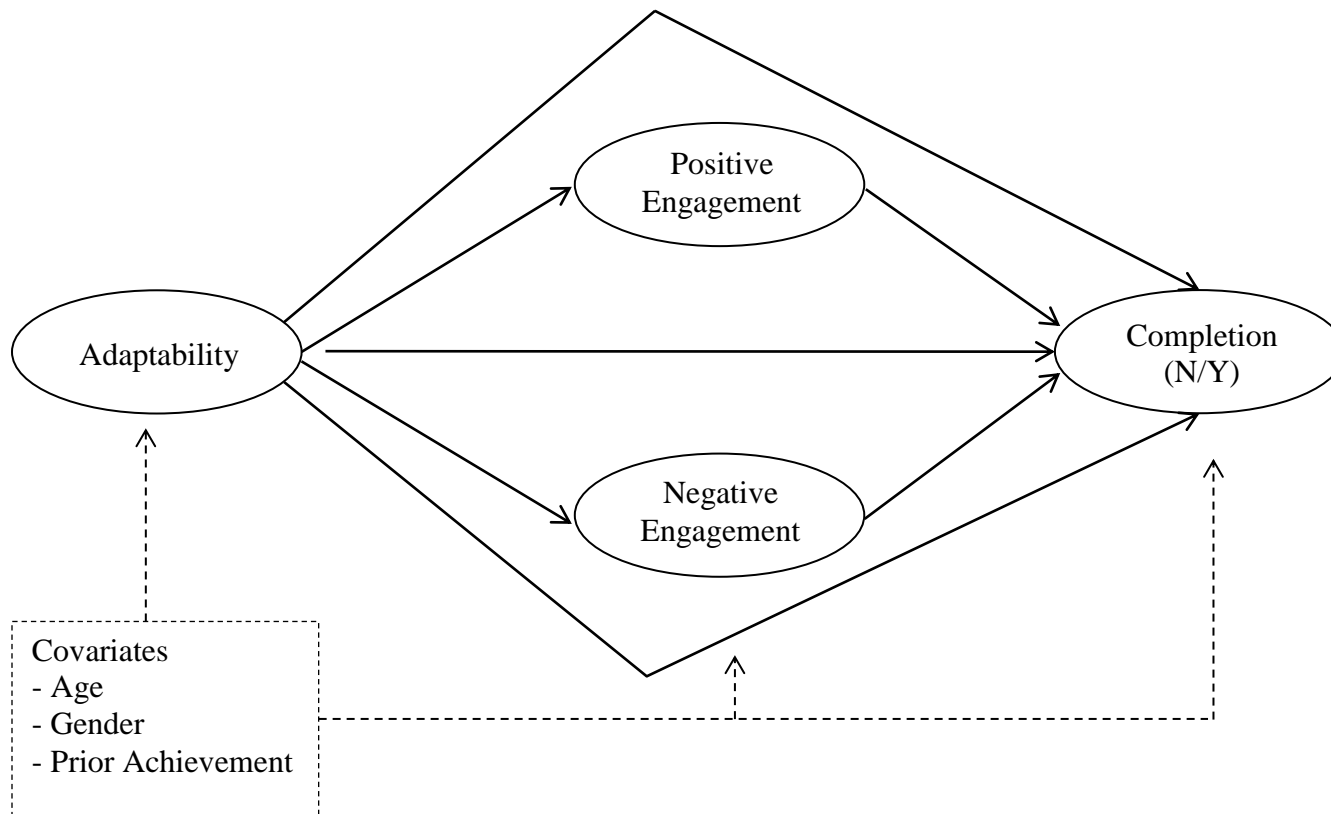 Positive
Engagement
Adaptability
Completion
(N/Y)
Negative
Engagement
Covariates
- Age
- Gender
- Prior Achievement